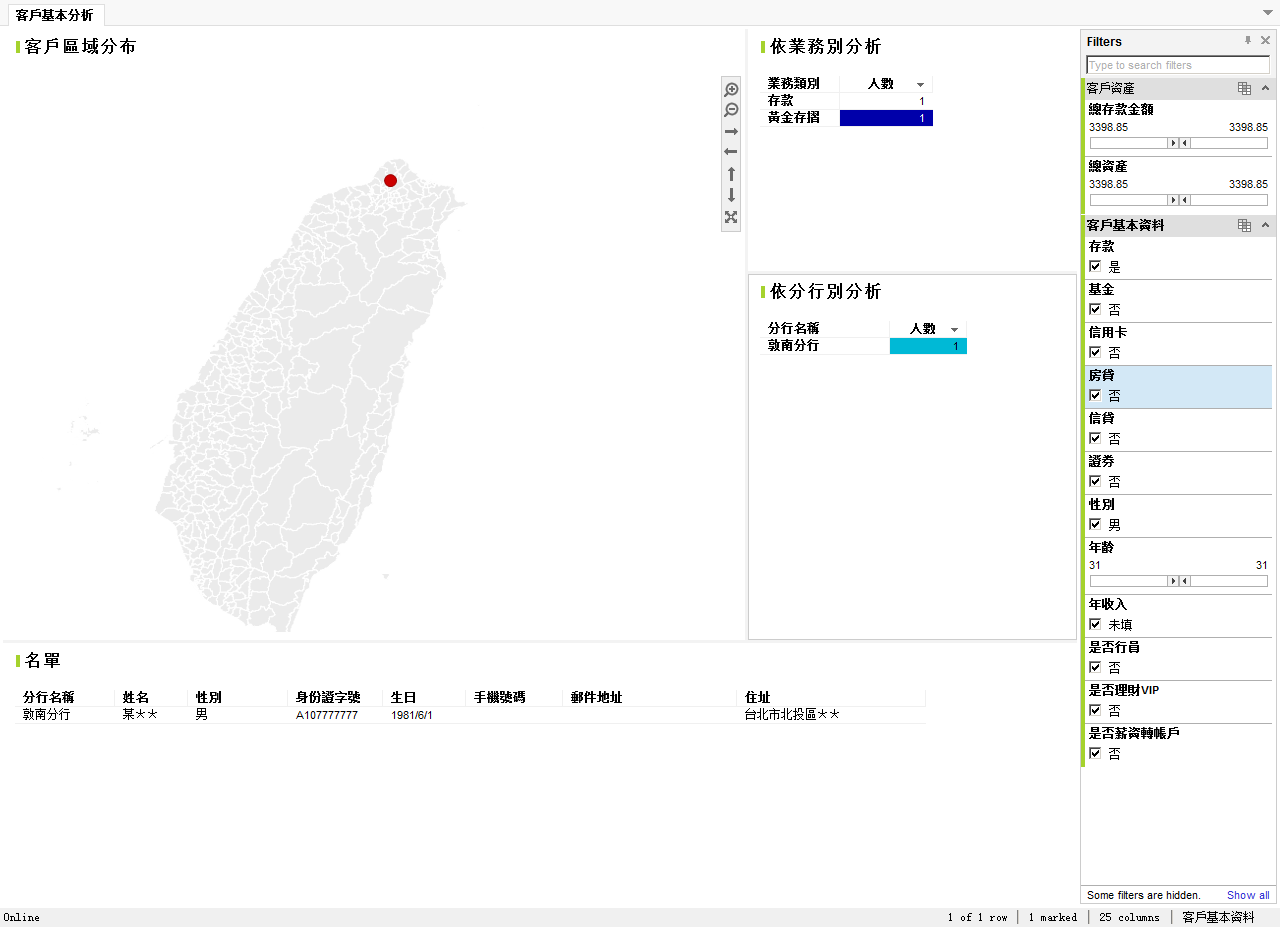 客戶基本分析
客戶區域分布
依業務別分析
業務類別 人數
存款 1
黃金存摺 1
依分行別分析
分行名稱 人數
敦南分行 1
名單
分行名稱 姓名 性別 身份證字號 生日 手機號碼 郵件地址 住址
敦南分行 某** 男 A107777777 1981/6/1 台北市北投區**
Filters
Type to search filters
客戶資產
總存款金額
3398.85 3398.85
總資產
3398.85 3398.85
客戶基本資料
存款
是
基金
否
信用卡
否
房貸
否
信貸
否
證券
否
性別
男
年齡
31 31
年收入
未填
是否行員
否
是否理財VIP
否
是否薪資轉帳戶
否
Some filters are hidden. Show all
Online 1 of 1 row 1 marked 25 columns 客戶基本資料